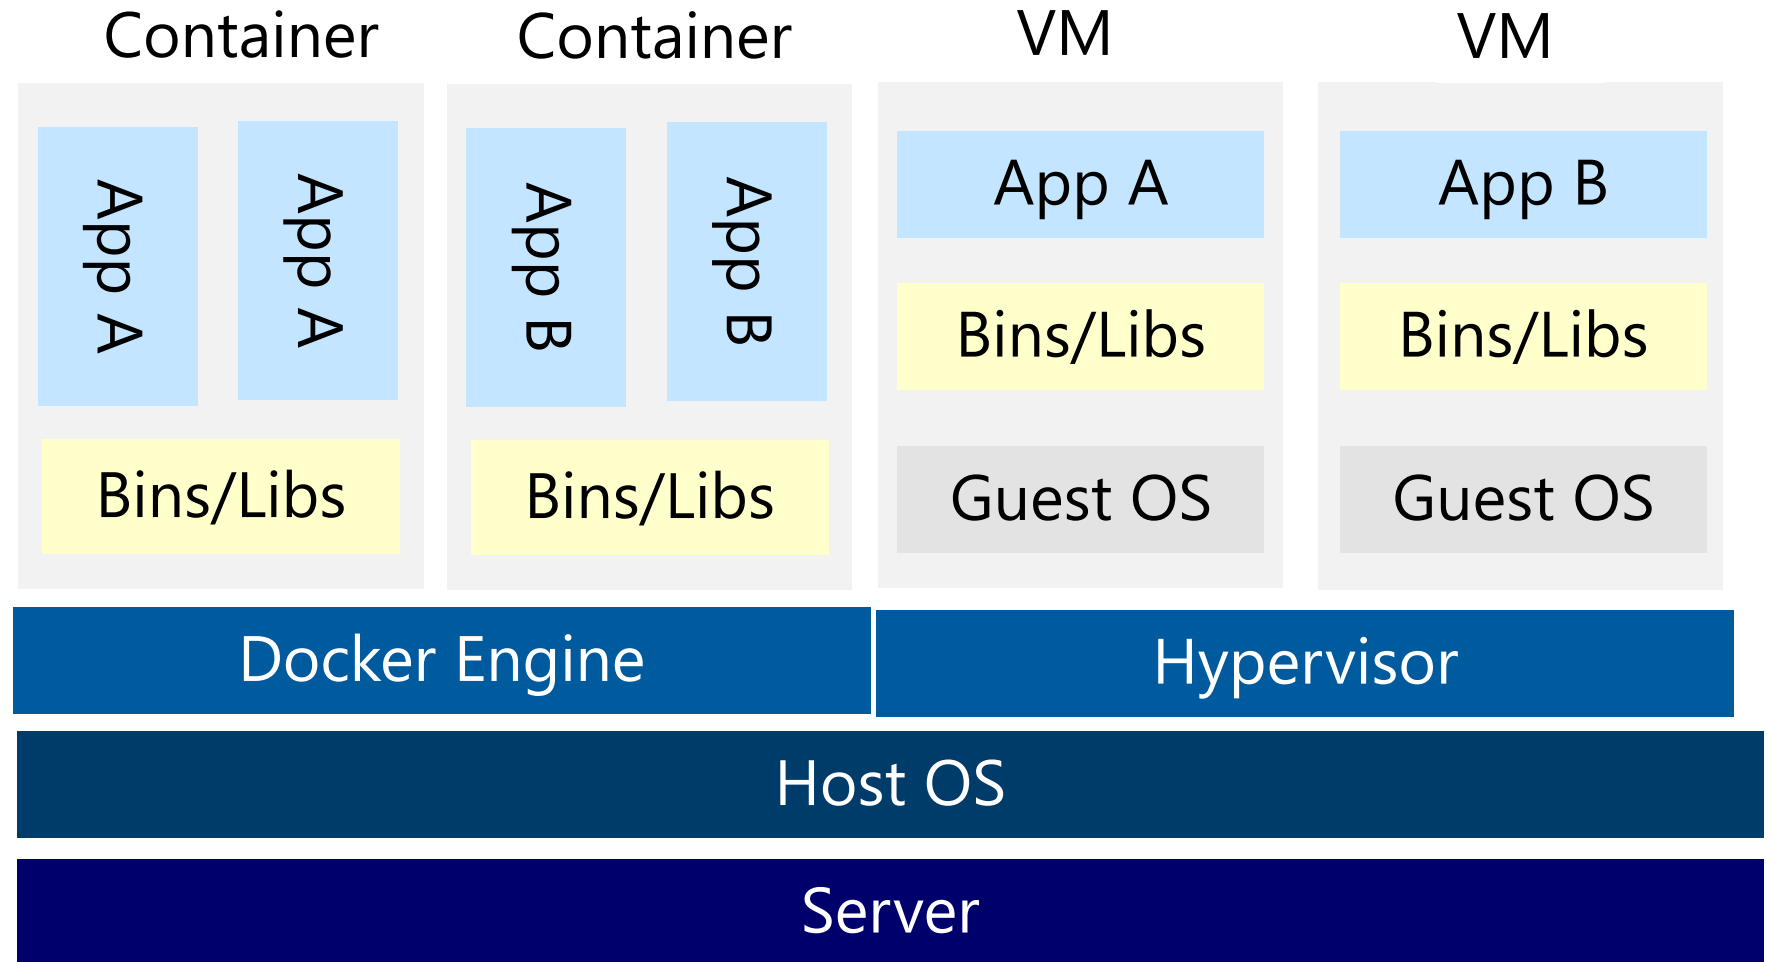 Container
Container
VM
VM
App A
App A
Bins/Libs
App B
App B
Bins/Libs
App A
Bins/Libs
Guest OS
App B
Bins/Libs
Guest OS
Docker Engine
Hypervisor
Host OS
Server